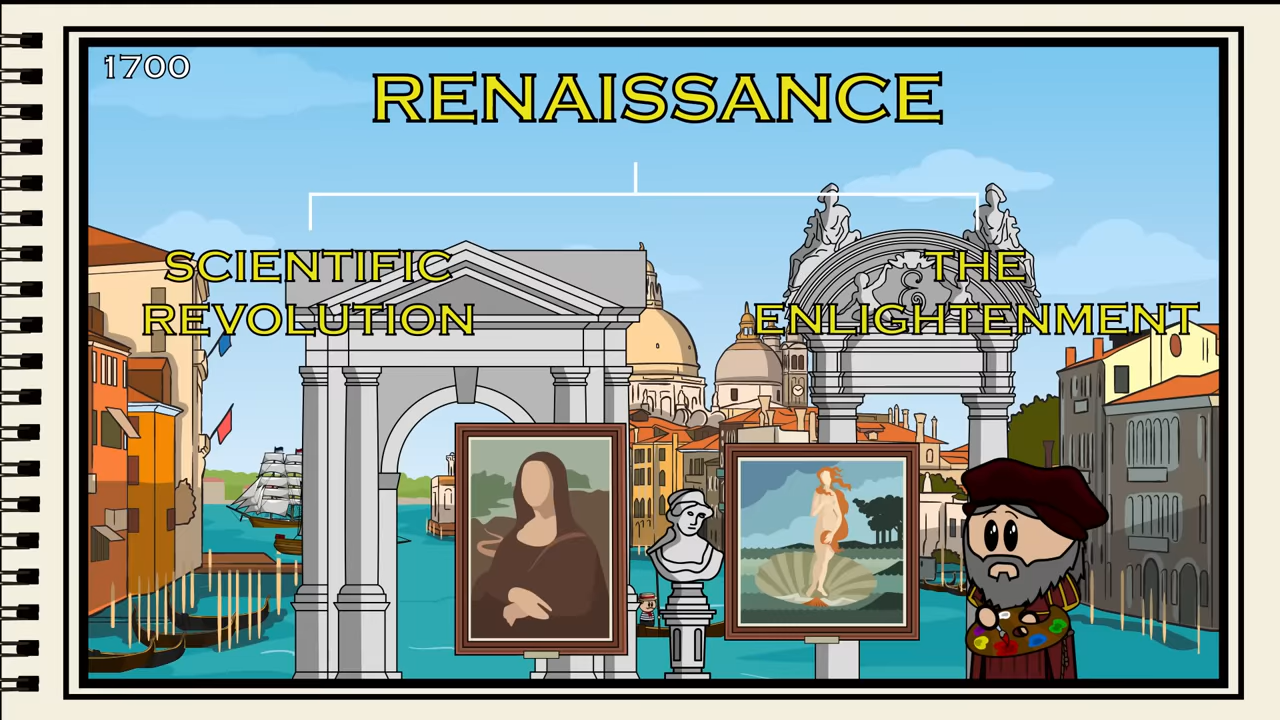 1700
RENAISSANCE
SCIENTIFIC
REVOLUTION
THE
ENLIGHTENMENT